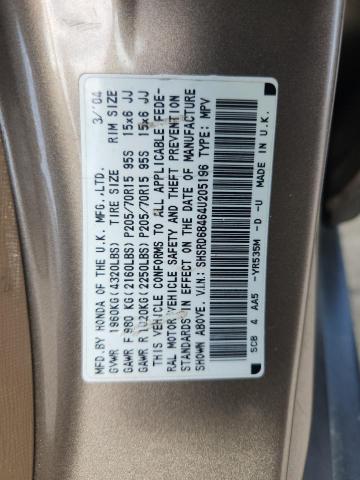 MFD. BY HONDA OF THE U.K. MFG.,LTD. 3/'04
GVWR 1960KG(4320LBS) TIRE SIZE RIM SIZE
GAWR F 980 KG(2160LBS) P205/70R15 95S 15x6 JJ
GAWR R 1020KG(2250LBS) P205/70R15 95S 15x6 JJ
THIS VEHICLE CONFORMS TO ALL APPLICABLE FEDE-
RAL MOTOR VEHICLE SAFETY AND THEFT PREVENTION
STANDARDS IN EFFECT ON THE DATE OF MANUFACTURE
SHOWN ABOVE. V.I.N.: SHSRD68464U205196 TYPE: MPV
SCB 4 AA5 -YR535M -D -U MADE IN U.K.